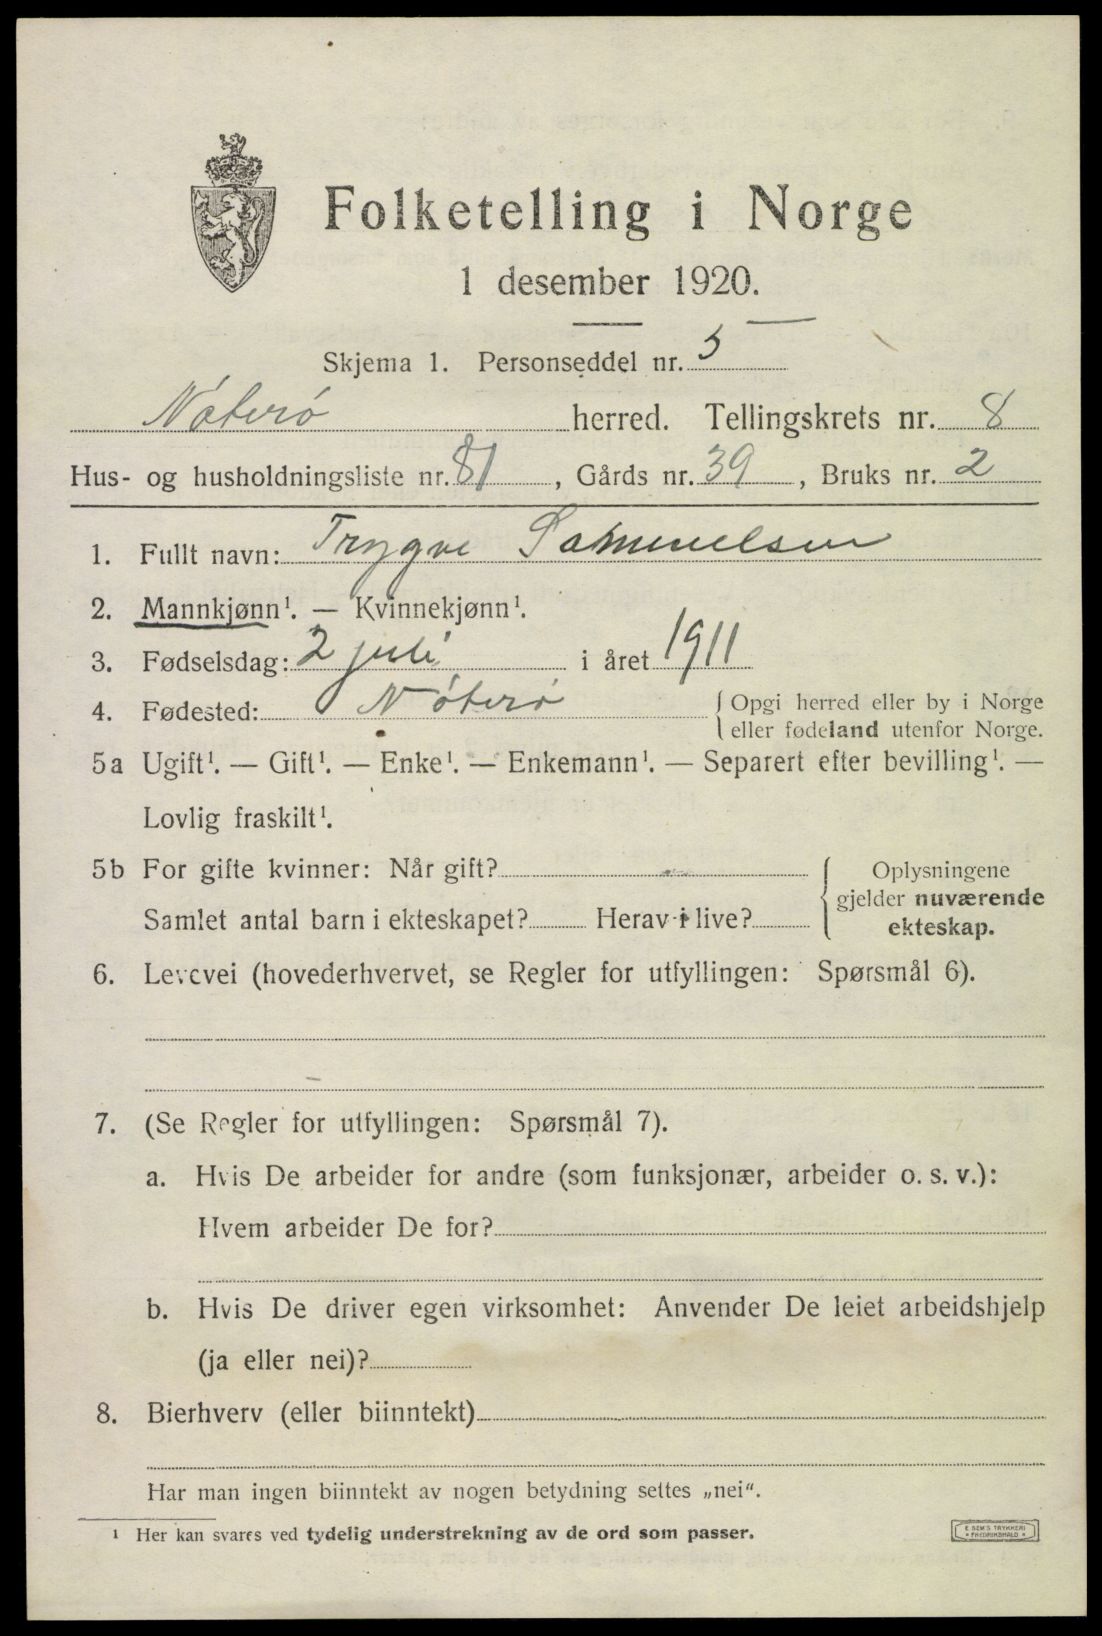 Folketelling i Norge
1 desember 1920.
Skjema 1. Personseddel nr. 5
Nøterø herred. Tellingskrets nr. 8
Hus- og husholdningsliste nr. 81, Gårds nr. 39, Bruks nr. 2
1. Fullt navn: Trygve Samuelsen
2. Mannkjønn¹. — Kvinnekjønn¹.
3. Fødselsdag: 2 juli i året 1911
4. Fødested: Nøterø { Opgi herred eller by i Norge
eller fødeland utenfor Norge.
5a Ugift¹. — Gift¹. — Enke¹. — Enkemann¹. — Separert efter bevilling¹. —
Lovlig fraskilt¹.
5b For gifte kvinner: Når gift? { Oplysningene
gjelder nuværende
Samlet antal barn i ekteskapet? Herav i live? ekteskap.
6. Levevei (hovederhvervet, se Regler for utfyllingen: Spørsmål 6).
7. (Se Regler for utfyllingen: Spørsmål 7).
a. Hvis De arbeider for andre (som funksjonær, arbeider o. s. v.):
Hvem arbeider De for?
b. Hvis De driver egen virksomhet: Anvender De leiet arbeidshjelp
(ja eller nei)?
8. Bierhverv (eller biinntekt)
Har man ingen biinntekt av nogen betydning settes „nei“.
¹ Her kan svares ved tydelig understrekning av de ord som passer.
E SEM'S TRYKKERI
* FREDRIKSHALD *